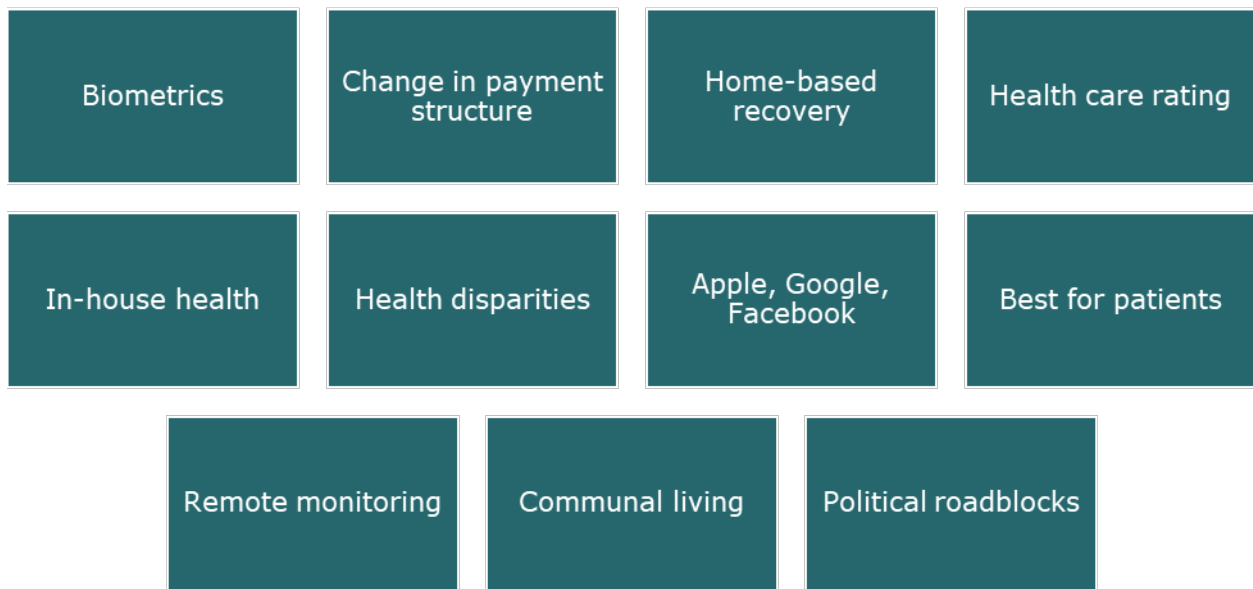 Biometrics
Change in payment
structure
Home-based
recovery
Health care rating
In-house health
Health disparities
Apple, Google,
Facebook
Best for patients
Remote monitoring
Communal living
Political roadblocks